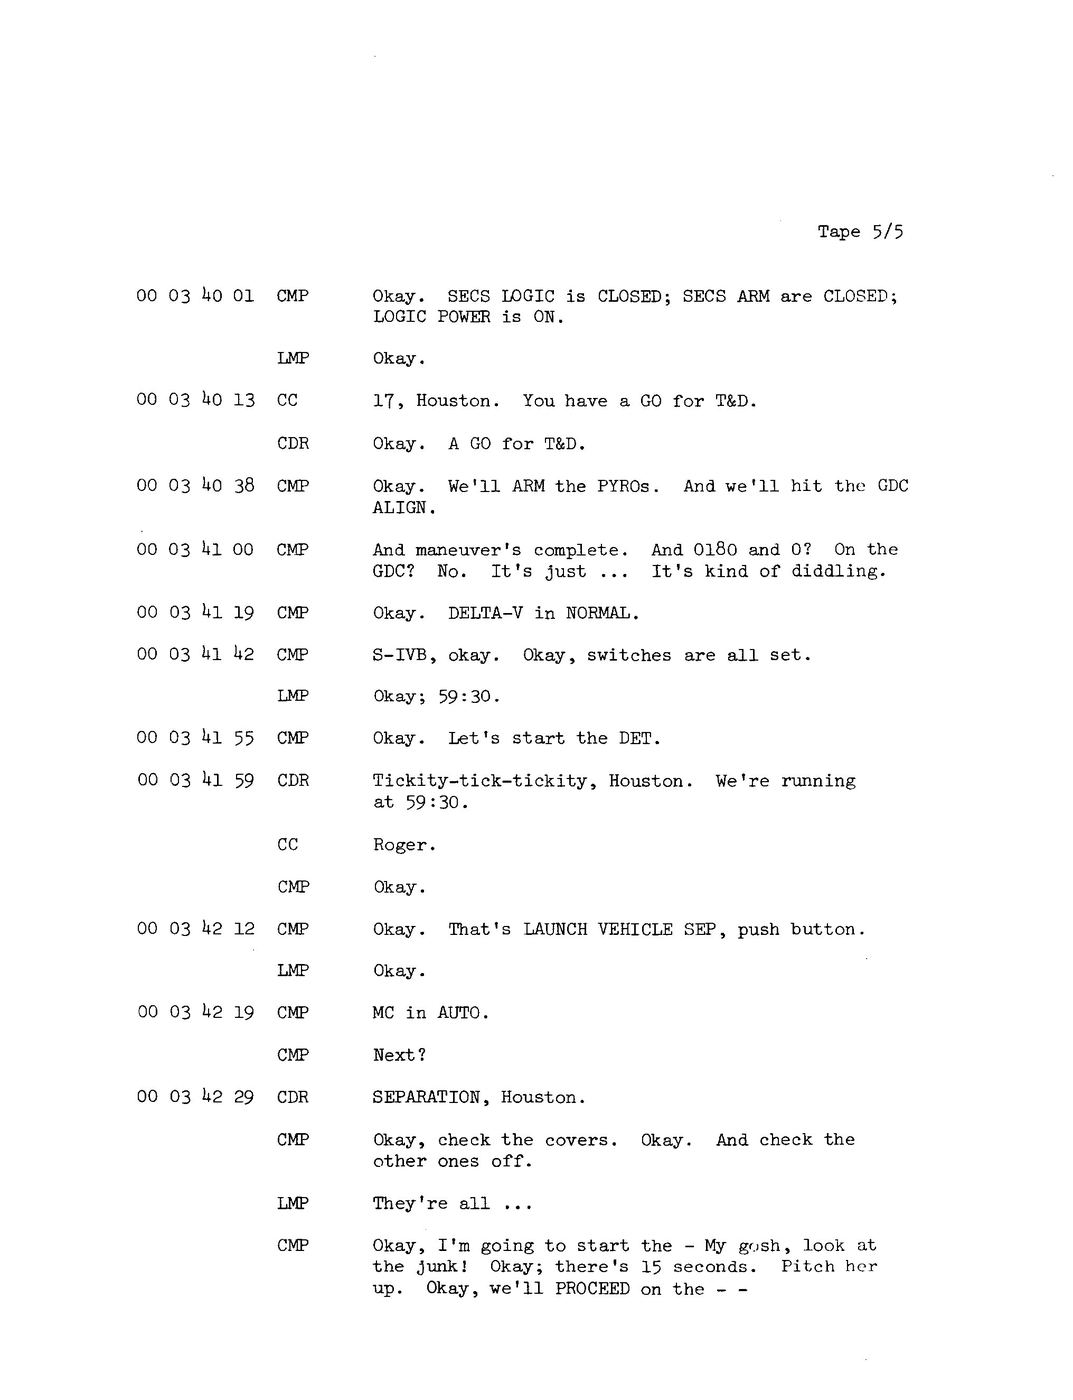 Tape 5/5
00 03 40 01 CMP Okay. SECS LOGIC is CLOSED; SECS ARM are CLOSED;
LOGIC POWER is ON.
LMP Okay.
00 03 40 13 CC 17, Houston. You have a GO for T&D.
CDR Okay. A GO for T&D.
00 03 40 38 CMP Okay. We'll ARM the PYROs. And we'll hit the GDC
ALIGN.
00 03 41 00 CMP And maneuver's complete. And 0180 and 0? On the
GDC? No. It's just ... It's kind of diddling.
00 03 41 19 CMP Okay. DELTA-V in NORMAL.
00 03 41 42 CMP S-IVB, okay. Okay, switches are all set.
LMP Okay; 59:30.
00 03 41 55 CMP Okay. Let's start the DET.
00 03 41 59 CDR Tickity-tick-tickity, Houston. We're running
at 59:30.
CC Roger.
CMP Okay.
00 03 42 12 CMP Okay. That's LAUNCH VEHICLE SEP, push button.
LMP Okay.
00 03 42 19 CMP MC in AUTO.
CMP Next?
00 03 42 29 CDR SEPARATION, Houston.
CMP Okay, check the covers. Okay. And check the
other ones off.
LMP They're all ...
CMP Okay, I'm going to start the - My gosh, look at
the junk! Okay; there's 15 seconds. Pitch her
up. Okay, we'll PROCEED on the - -